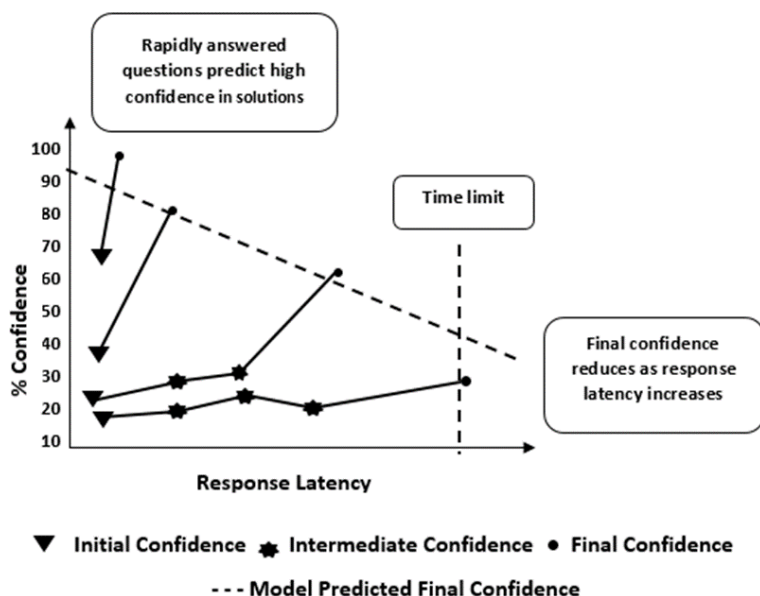 Rapidly answered
questions predict high
confidence in solutions
100
90
80
70
60
50
40
30
20
10
% Confidence
Time limit
Final confidence
reduces as response
latency increases
Response Latency
Initial Confidence Intermediate Confidence Final Confidence
Model Predicted Final Confidence